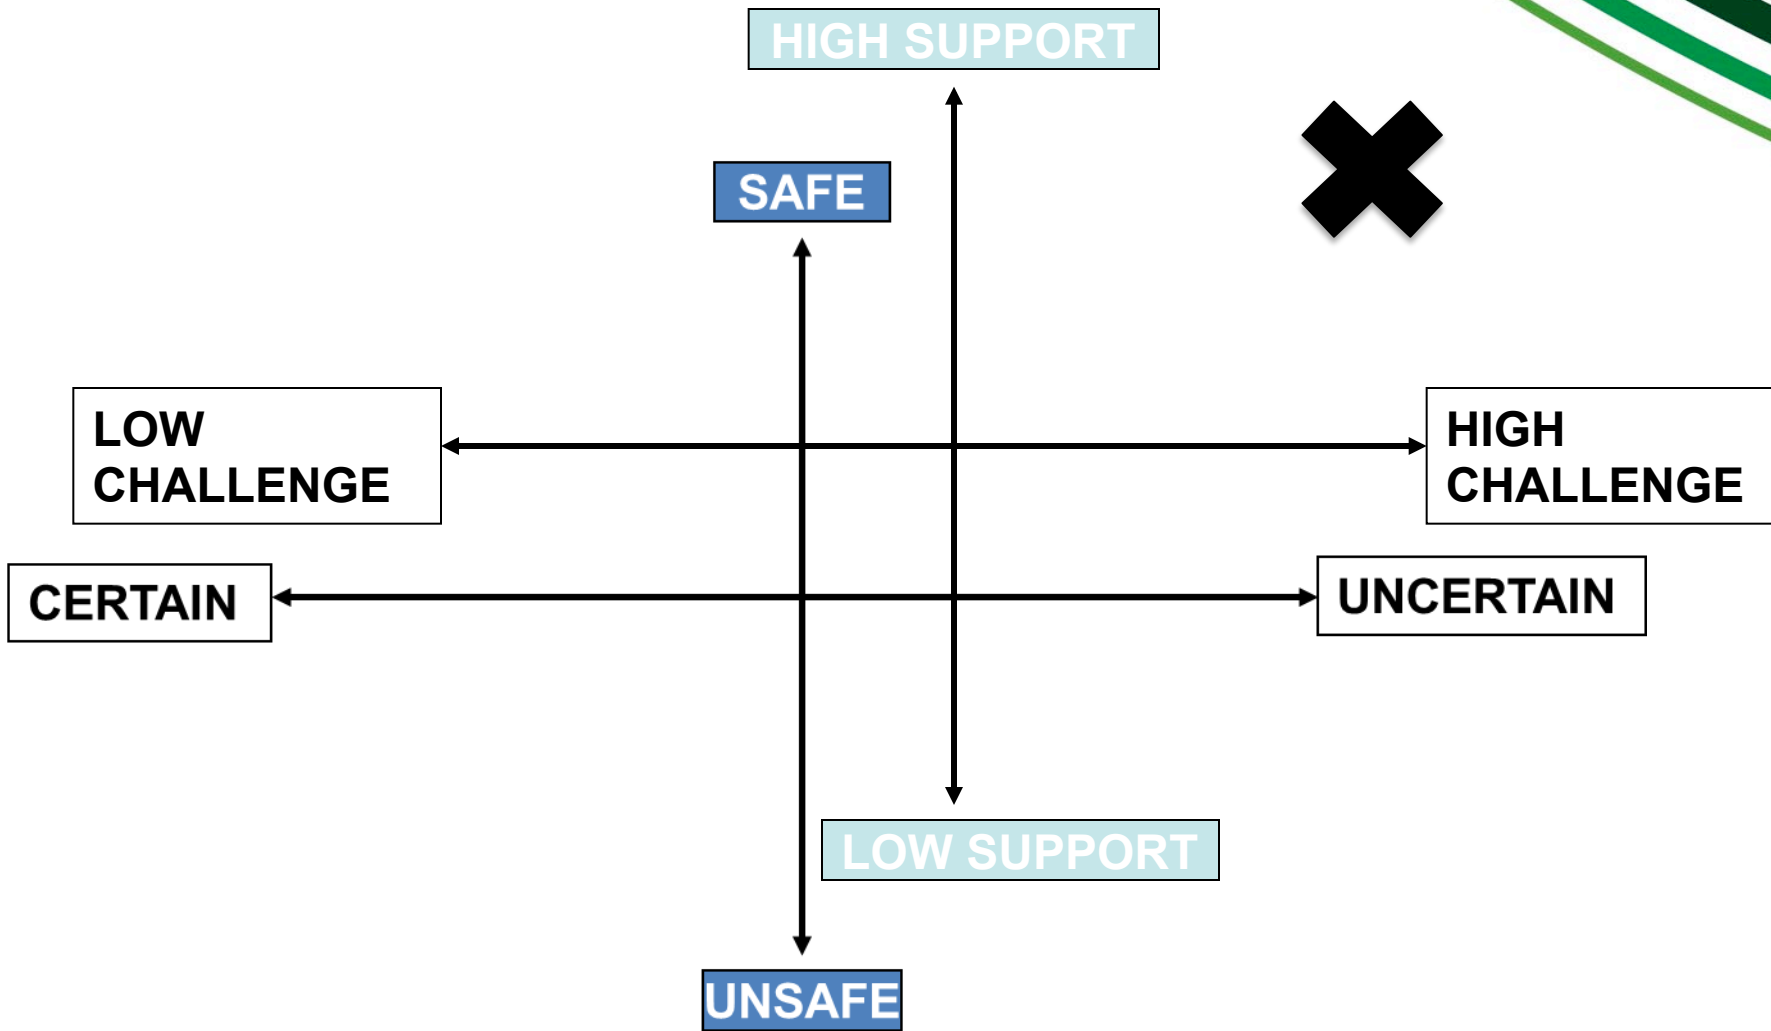 HIGH SUPPORT
SAFE
LOW
CHALLENGE
HIGH
CHALLENGE
CERTAIN
UNCERTAIN
LOW SUPPORT
UNSAFE